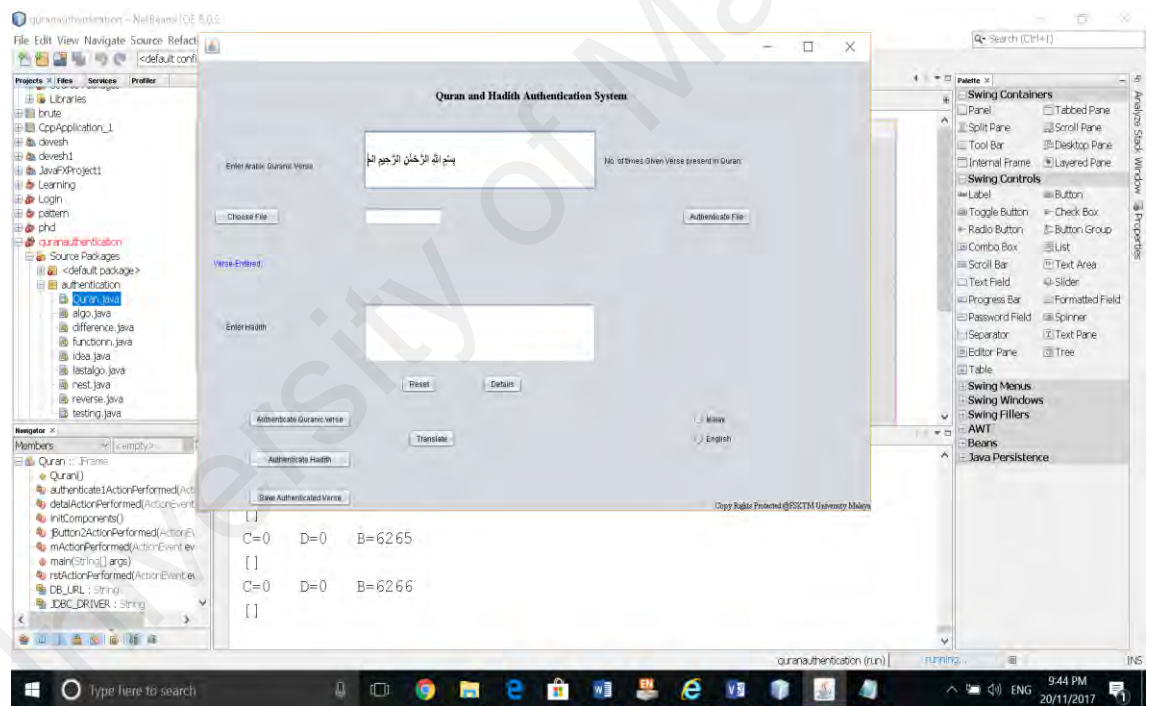 quranauthentication - NetBeans IDE 8.0.2
File Edit View Navigate Source Refact
Search (Ctrl+I)
<default confi
Projects Files Services Profiler
Source Packages
Libraries
brute
CppApplication_1
devesh
devesh1
JavaFXProject1
Learning
Login
pattern
phd
quranauthentication
Source Packages
<default package>
authentication
Quran.java
algo.java
difference.java
functionn.java
idea.java
lastalgo.java
nest.java
reverse.java
testing.java
Navigator
Members <empty>
Quran :: JFrame
Quran()
authenticate1ActionPerformed(Acti
detalActionPerformed(ActionEvent
initComponents()
jButton2ActionPerformed(ActionEv
mActionPerformed(ActionEvent ev
main(String[] args)
rstActionPerformed(ActionEvent ev
DB_URL : String
JDBC_DRIVER : String
Quran and Hadith Authentication System
Enter Arabic Quranic Verse
بِسْمِ اللَّهِ الرَّحْمَٰنِ الرَّحِيمِ الم
No. of times Given Verse present in Quran:
Choose File
Authenticate File
Verse-Entered:
Enter Hadith
Reset Details
Authenticate Quranic verse
Malay
Translate
English
Authenticate Hadith
Save Authenticated Verse
Copy Rights Protected @FSKTM University Malaya
[]
C=0 D=0 B=6265
[]
C=0 D=0 B=6266
[]
Palette
Swing Containers
Panel Tabbed Pane
Split Pane Scroll Pane
Tool Bar Desktop Pane
Internal Frame Layered Pane
Swing Controls
Label Button
Toggle Button Check Box
Radio Button Button Group
Combo Box List
Scroll Bar Text Area
Text Field Slider
Progress Bar Formatted Field
Password Field Spinner
Separator Text Pane
Editor Pane Tree
Table
Swing Menus
Swing Windows
Swing Fillers
AWT
Beans
Java Persistence
Analyze Stack Window
Properties
quranauthentication (run) running... INS
Type here to search
ENG
9:44 PM
20/11/2017
University of Ma